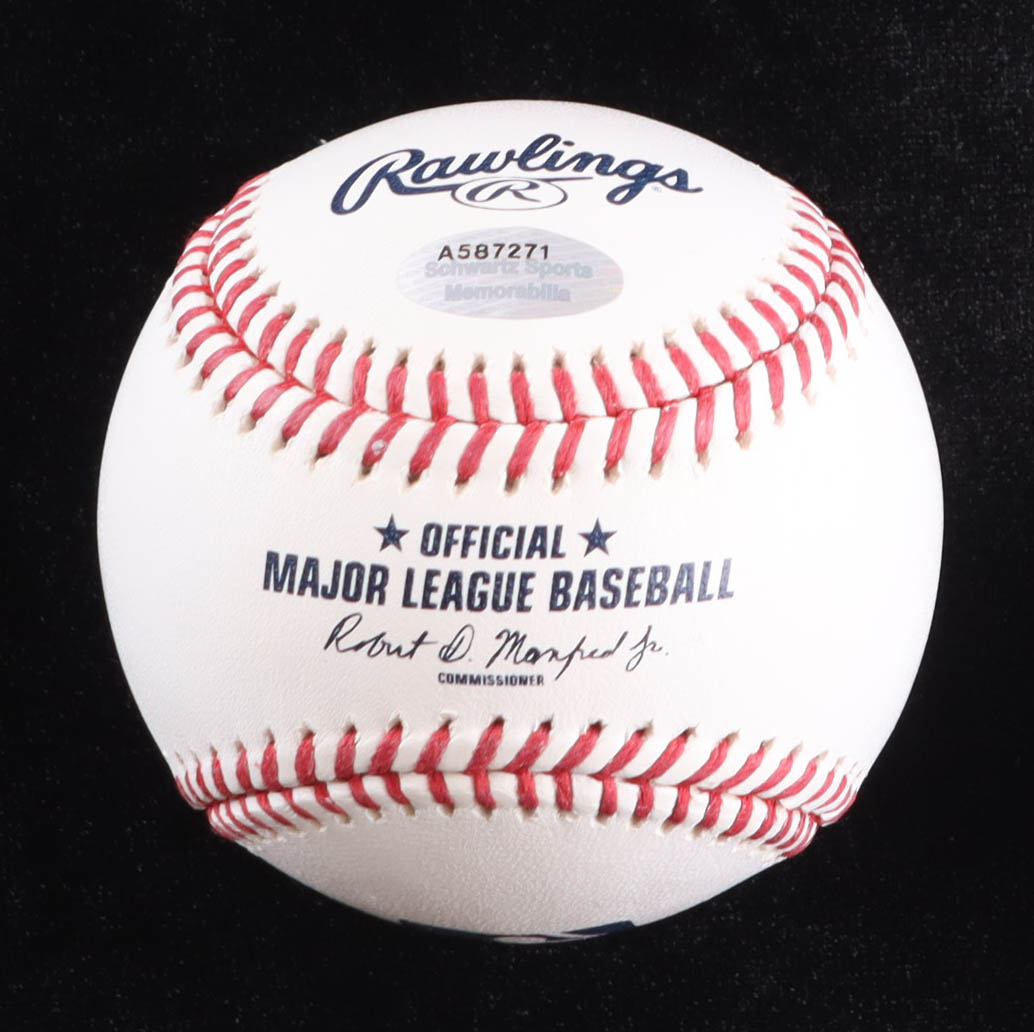 Rawlings
R
A587271
Schwartz Sports
Memorabilia
★ OFFICIAL ★
MAJOR LEAGUE BASEBALL
Robert D. Manfred Jr.
COMMISSIONER